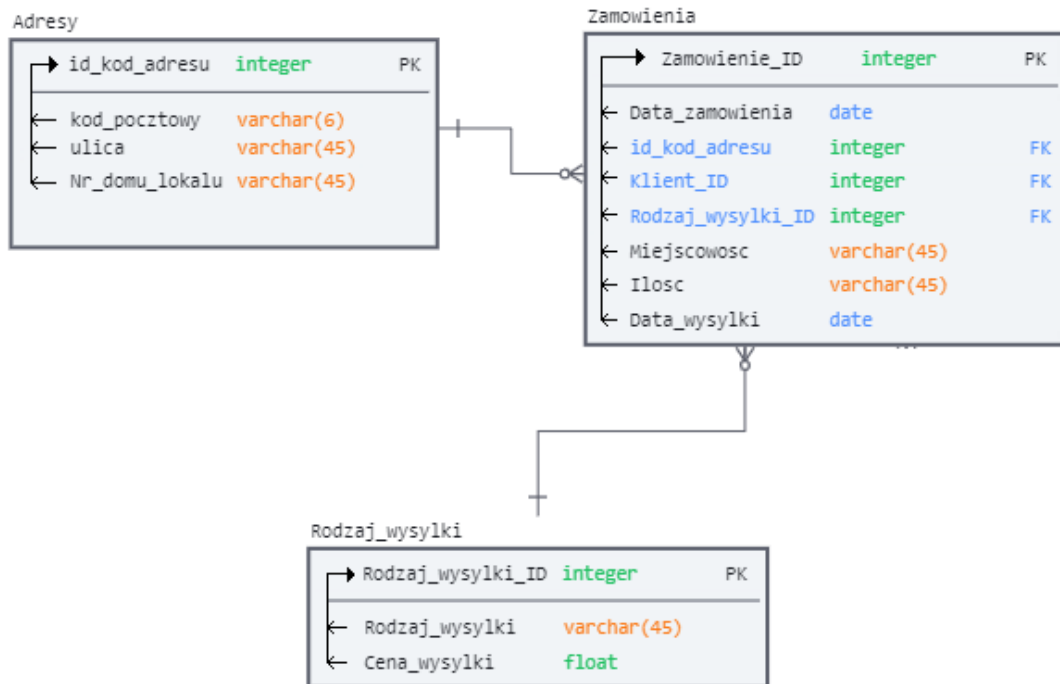 Adresy
id_kod_adresu integer PK
kod_pocztowy varchar(6)
ulica varchar(45)
Nr_domu_lokalu varchar(45)
Zamowienia
Zamowienie_ID integer PK
Data_zamowienia date
id_kod_adresu integer FK
Klient_ID integer FK
Rodzaj_wysylki_ID integer FK
Miejscowosc varchar(45)
Ilosc varchar(45)
Data_wysylki date
Rodzaj_wysylki
Rodzaj_wysylki_ID integer PK
Rodzaj_wysylki varchar(45)
Cena_wysylki float